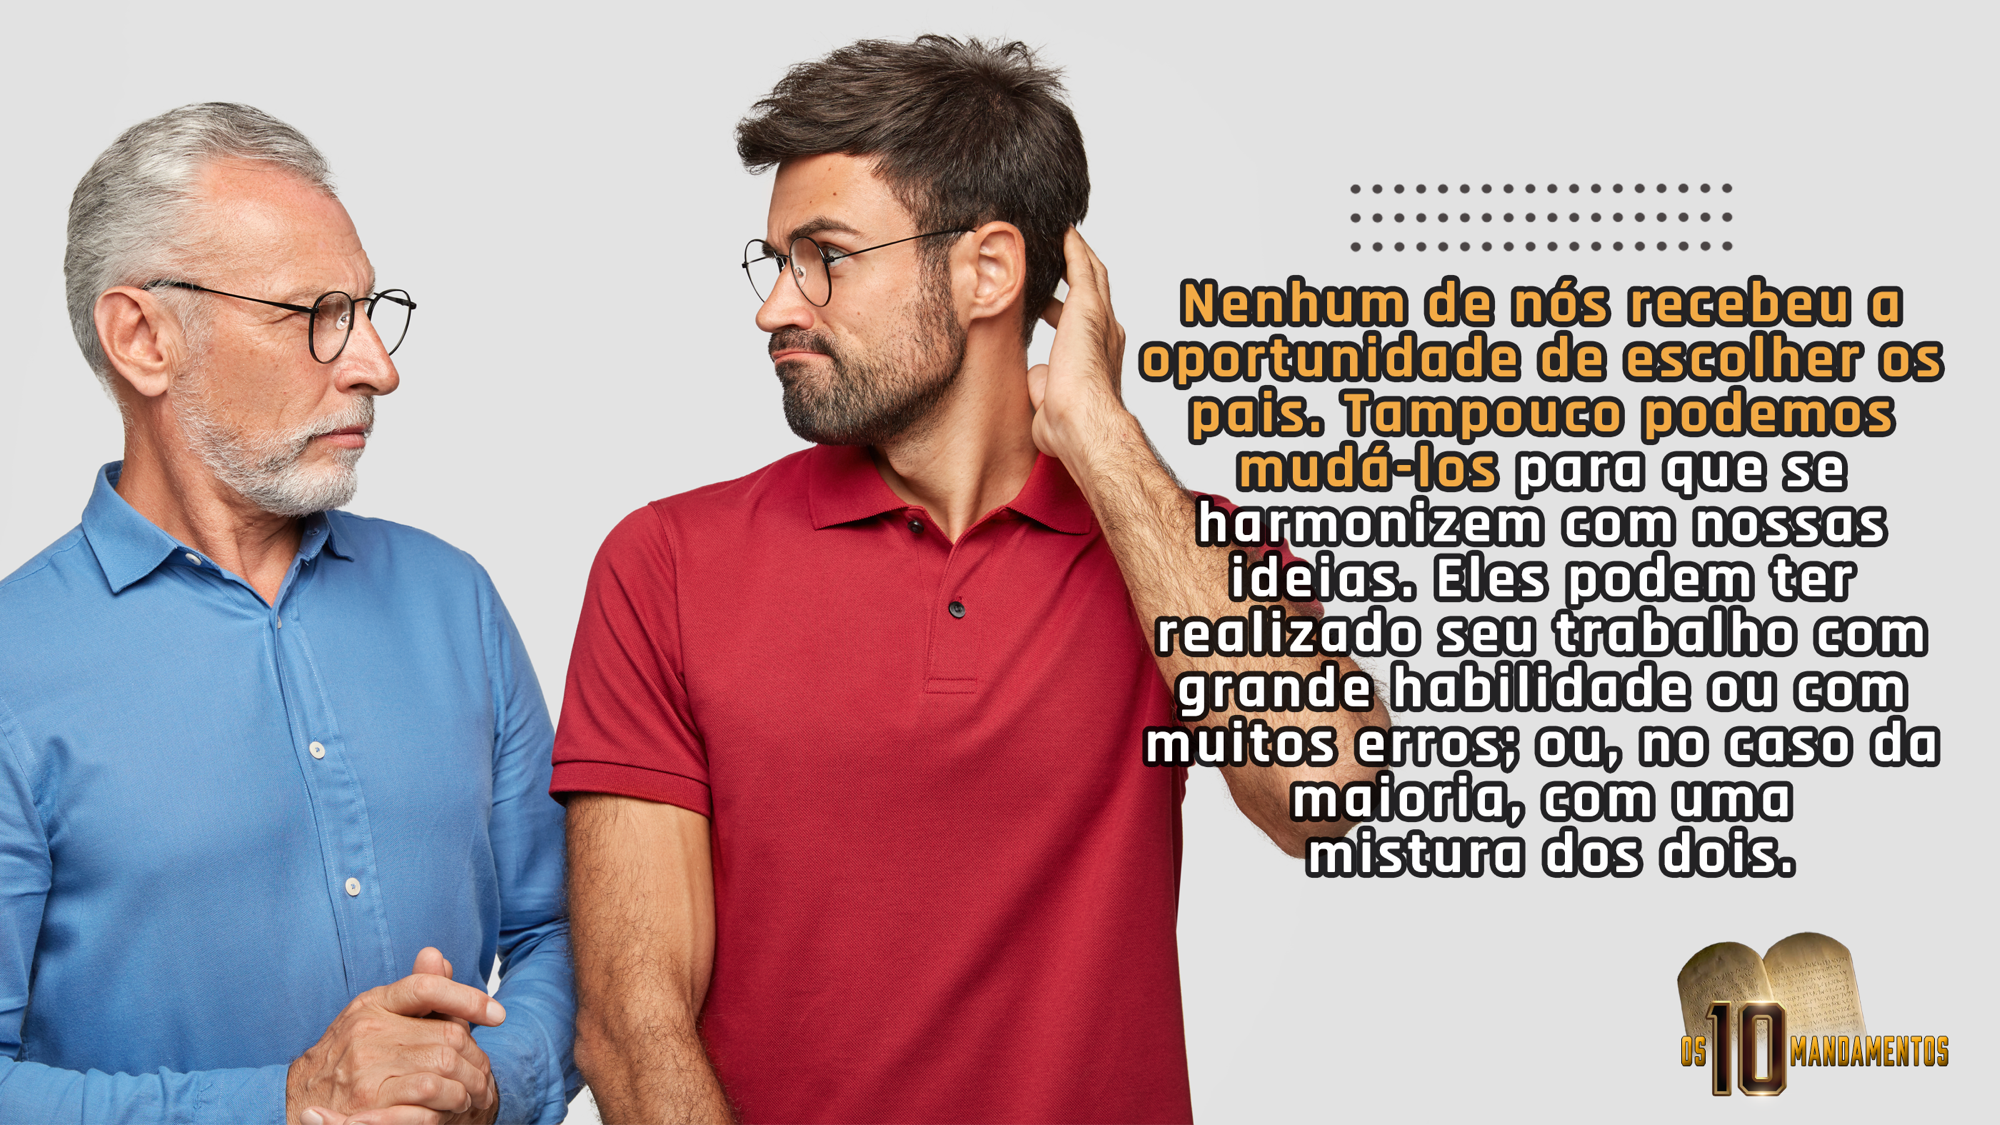 Nenhum de nós recebeu a
oportunidade de escolher os
pais. Tampouco podemos
mudá-los para que se
harmonizem com nossas
ideias. Eles podem ter
realizado seu trabalho com
grande habilidade ou com
muitos erros; ou, no caso da
maioria, com uma
mistura dos dois.
OS 10 MANDAMENTOS